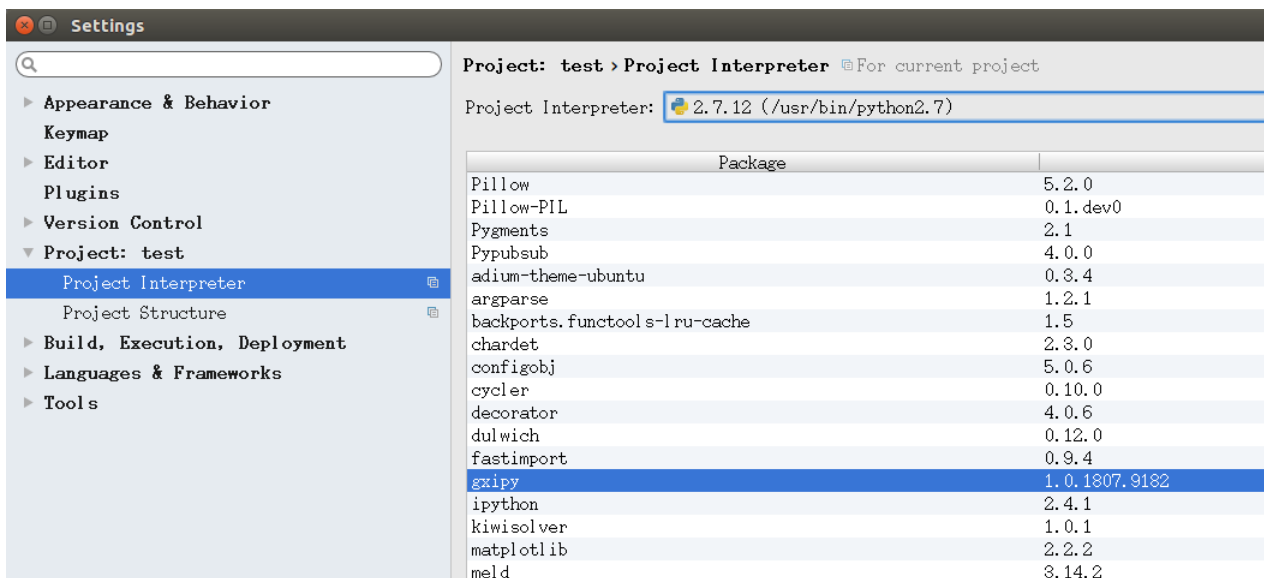 Settings
Appearance & Behavior
Keymap
Editor
Plugins
Version Control
Project: test
Project Interpreter
Project Structure
Build, Execution, Deployment
Languages & Frameworks
Tools
Project: test › Project Interpreter For current project
Project Interpreter: 2.7.12 (/usr/bin/python2.7)
Package
Pillow 5.2.0
Pillow-PIL 0.1.dev0
Pygments 2.1
Pypubsub 4.0.0
adium-theme-ubuntu 0.3.4
argparse 1.2.1
backports.functools-lru-cache 1.5
chardet 2.3.0
configobj 5.0.6
cycler 0.10.0
decorator 4.0.6
dulwich 0.12.0
fastimport 0.9.4
gxipy 1.0.1807.9182
ipython 2.4.1
kiwisolver 1.0.1
matplotlib 2.2.2
meld 3.14.2